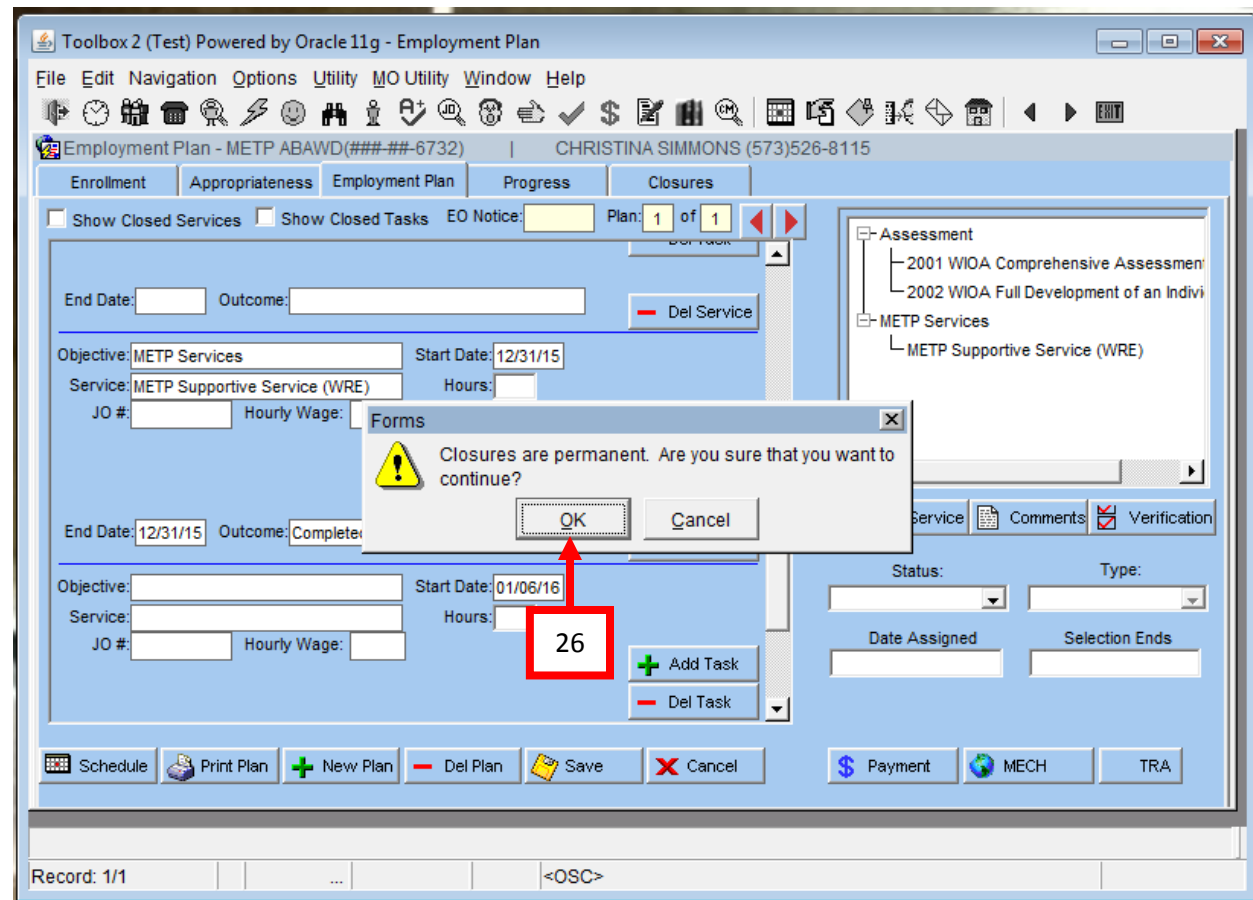 Toolbox 2 (Test) Powered by Oracle 11g - Employment Plan
File Edit Navigation Options Utility MO Utility Window Help
EXIT
Employment Plan - METP ABAWD(###-##-6732) | CHRISTINA SIMMONS (573)526-8115
Enrollment Appropriateness Employment Plan Progress Closures
Show Closed Services Show Closed Tasks EO Notice: Plan: 1 of 1
End Date: Outcome: Del Service
Objective: METP Services Start Date: 12/31/15
Service: METP Supportive Service (WRE) Hours:
JO #: Hourly Wage:
End Date: 12/31/15 Outcome: Completed
Objective: Start Date: 01/06/16
Service: Hours:
JO #: Hourly Wage:
Add Task
Del Task
Assessment
2001 WIOA Comprehensive Assessment
2002 WIOA Full Development of an Indivi
METP Services
METP Supportive Service (WRE)
Service Comments Verification
Status: Type:
Date Assigned Selection Ends
Forms
Closures are permanent. Are you sure that you want to
continue?
OK Cancel
26
Schedule Print Plan New Plan Del Plan Save Cancel Payment MECH TRA
Record: 1/1 ... <OSC>